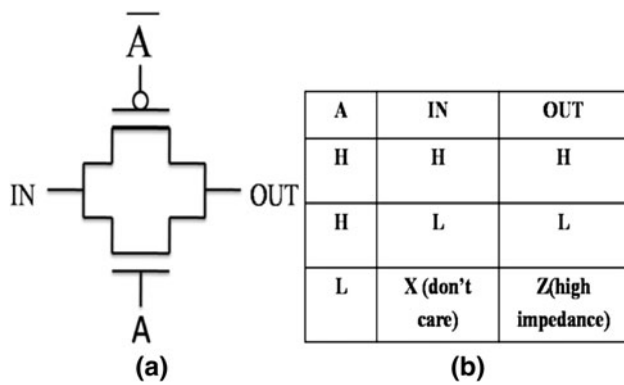 A̅
IN
OUT
A
(a)
A IN OUT
H H H
H L L
L X (don't care) Z(high impedance)
(b)